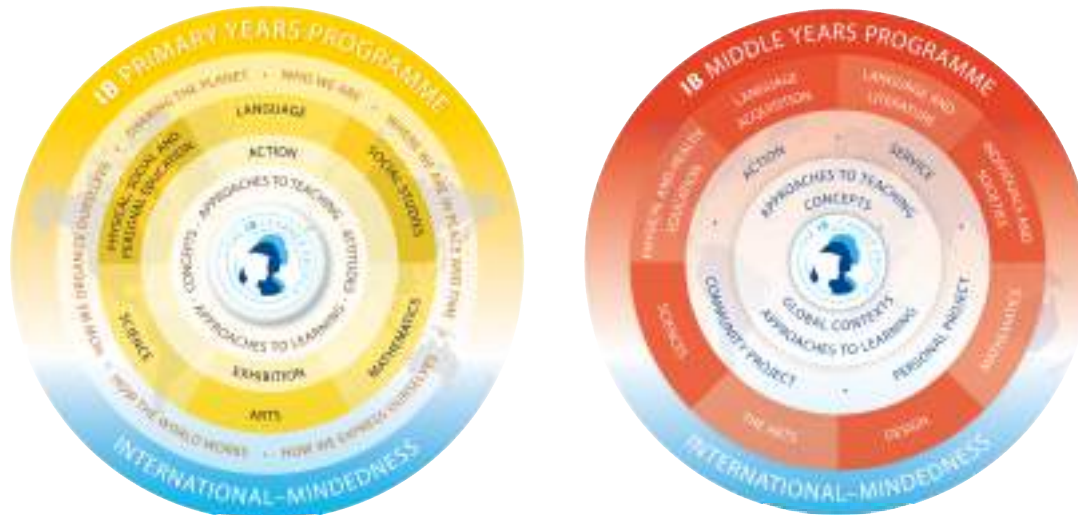 IB PRIMARY YEARS PROGRAMME
SHARING THE PLANET • WHO WE ARE • WHERE WE ARE IN PLACE AND TIME • HOW WE EXPRESS OURSELVES • HOW THE WORLD WORKS • HOW WE ORGANIZE OURSELVES
LANGUAGE
SOCIAL STUDIES
MATHEMATICS
ARTS
SCIENCE
PHYSICAL, SOCIAL AND
PERSONAL EDUCATION
ACTION
EXHIBITION
APPROACHES TO TEACHING • ATTITUDES • APPROACHES TO LEARNING • CONCEPTS
INTERNATIONAL–MINDEDNESS
IB MIDDLE YEARS PROGRAMME
LANGUAGE
ACQUISITION
LANGUAGE AND
LITERATURE
INDIVIDUALS AND
SOCIETIES
MATHEMATICS
DESIGN
THE ARTS
SCIENCES
PHYSICAL AND HEALTH
EDUCATION
ACTION
SERVICE
PERSONAL PROJECT
COMMUNITY PROJECT
APPROACHES TO TEACHING
CONCEPTS
GLOBAL CONTEXTS
APPROACHES TO LEARNING
INTERNATIONAL–MINDEDNESS